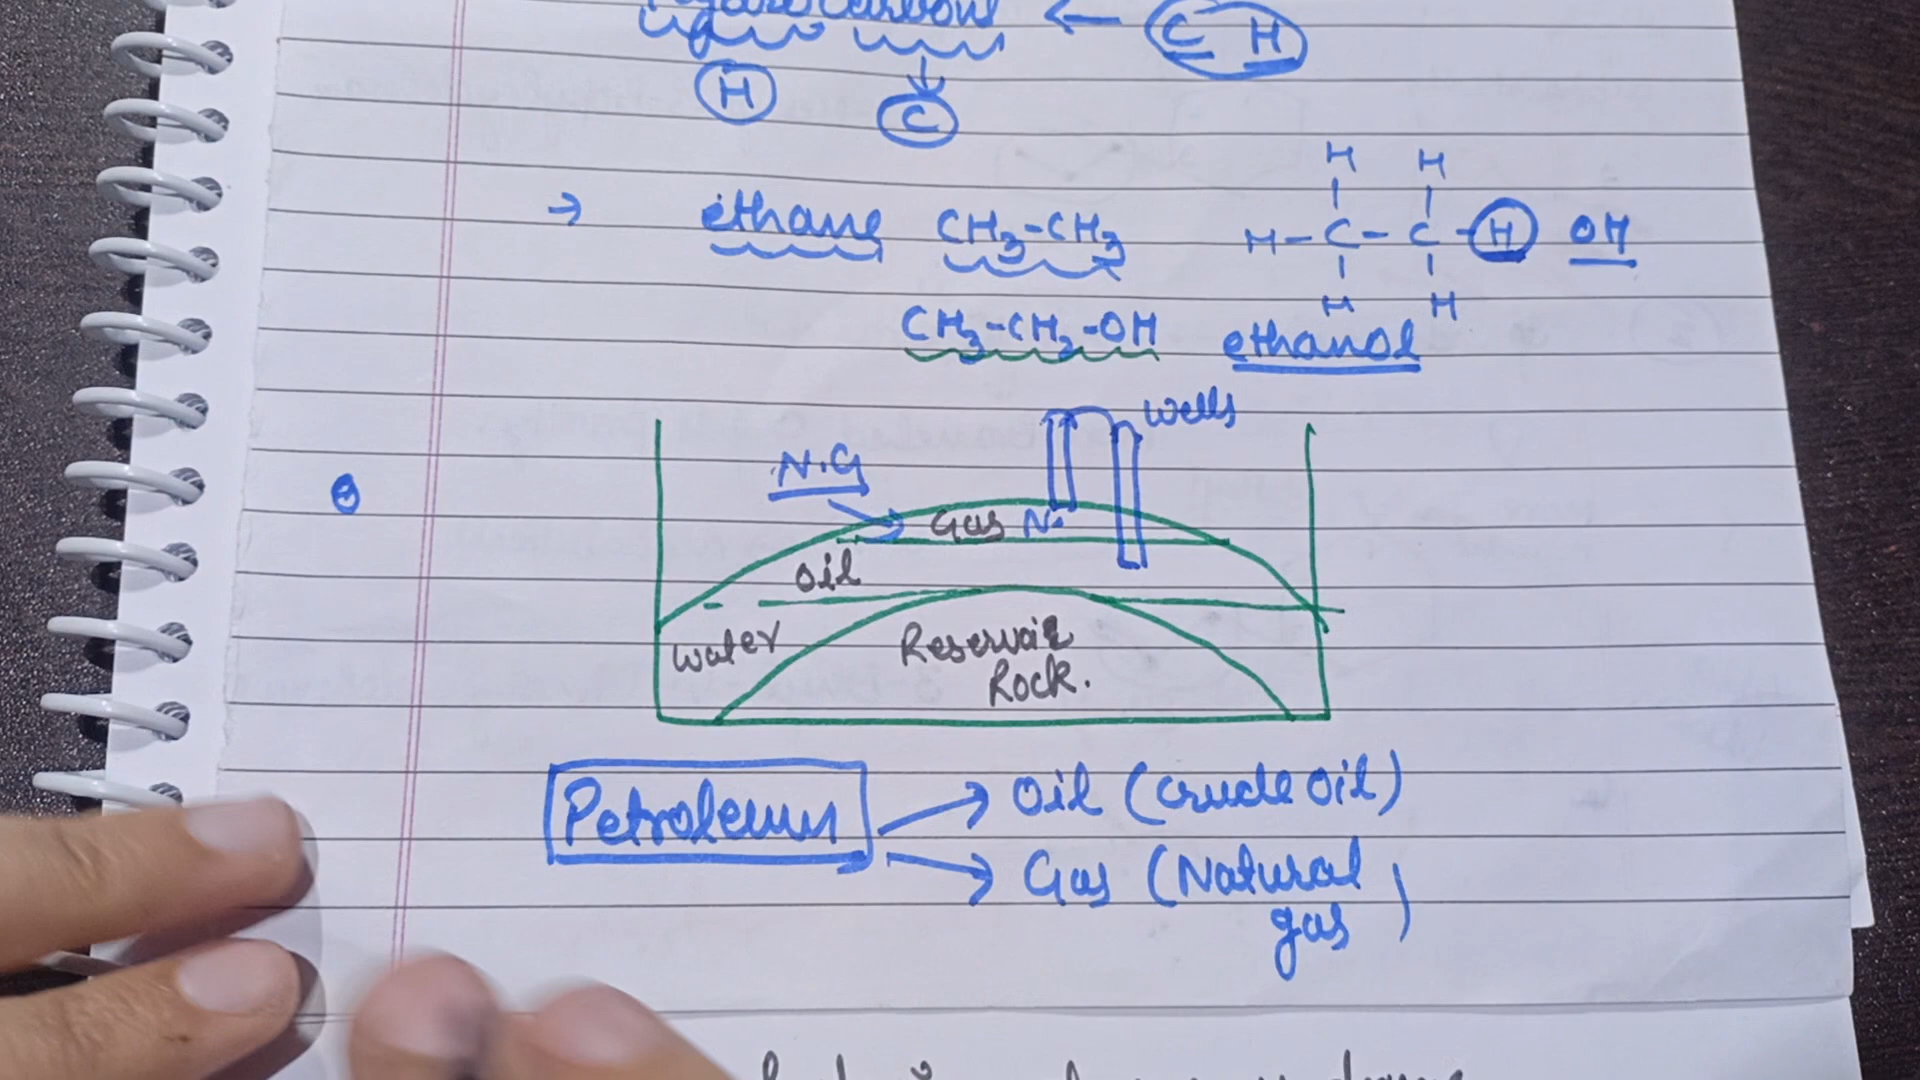 Hydrocarbons ← C H
H
C
→ ethane CH3-CH3
H H
H-C-C-H OH
H H
CH3-CH2-OH ethanol
wells
N.G
Gas N.
Oil
water
Reservoir
Rock.
Petroleum → Oil (crude oil)
→ Gas (Natural
gas)